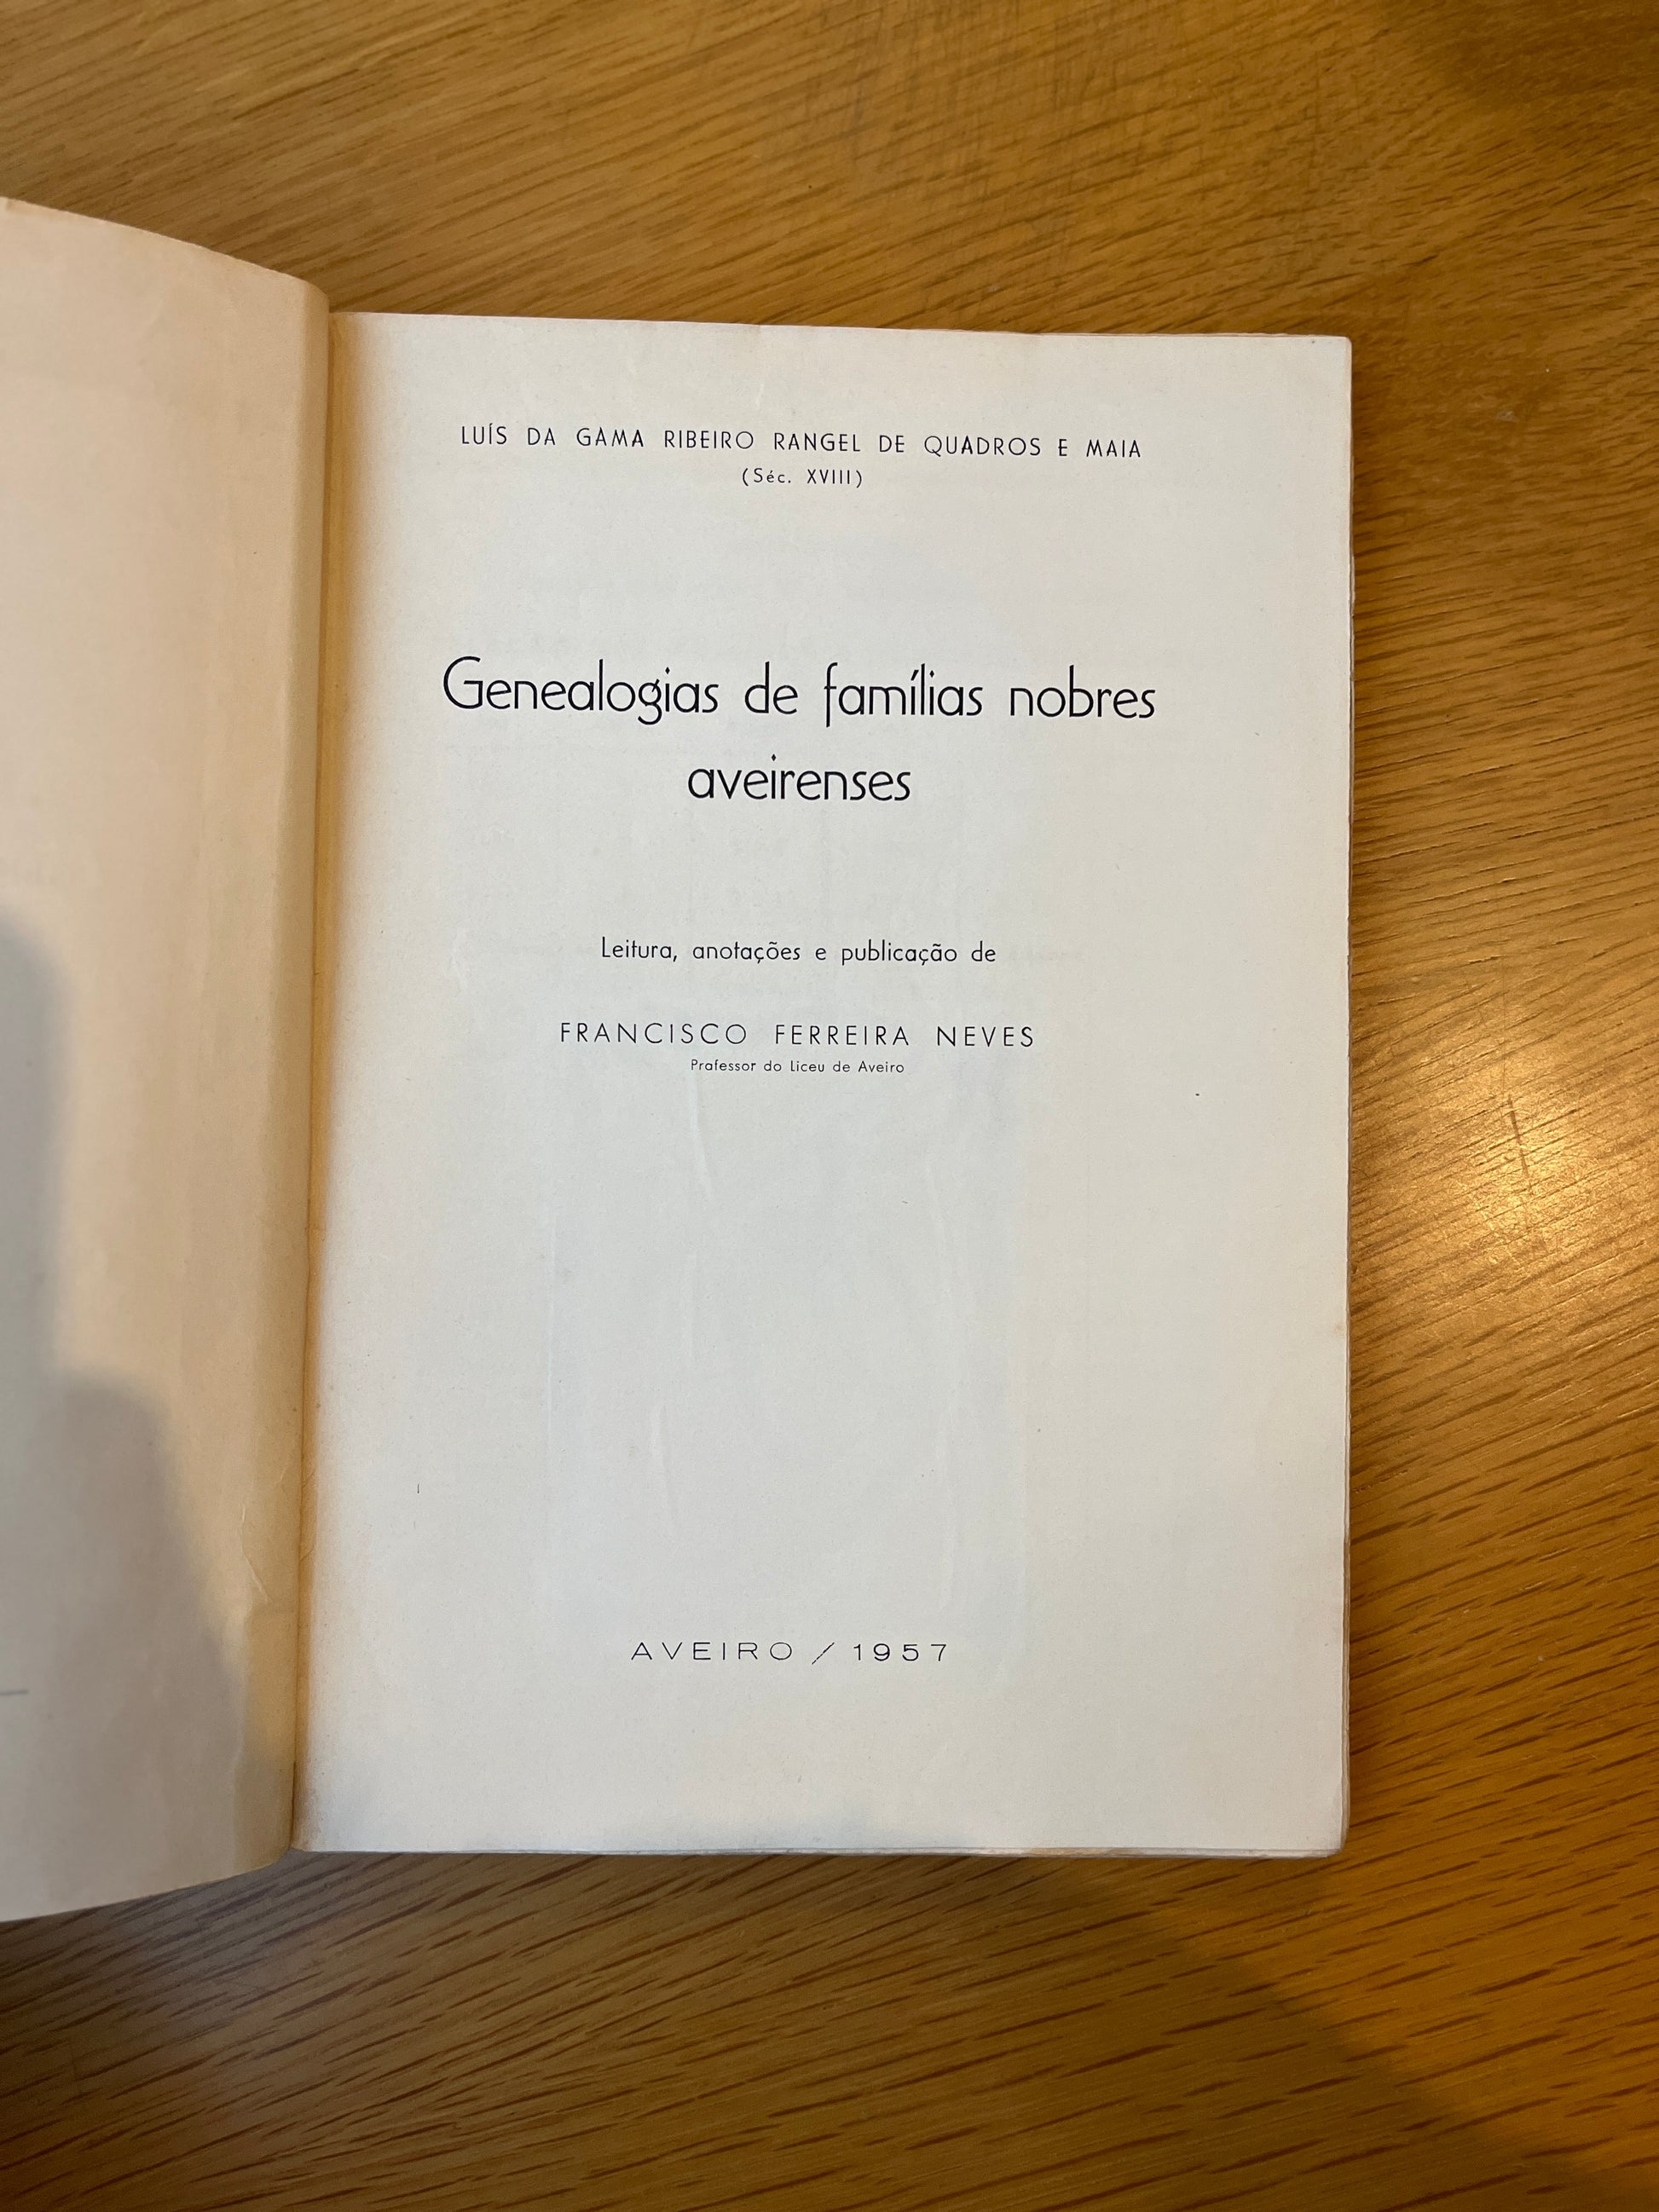 LUÍS DA GAMA RIBEIRO RANGEL DE QUADROS E MAIA
(Séc. XVIII)
Genealogias de famílias nobres
aveirenses
Leitura, anotações e publicação de
FRANCISCO FERREIRA NEVES
Prafessor do Liceu de Aveiro
AVEIRO / 1957